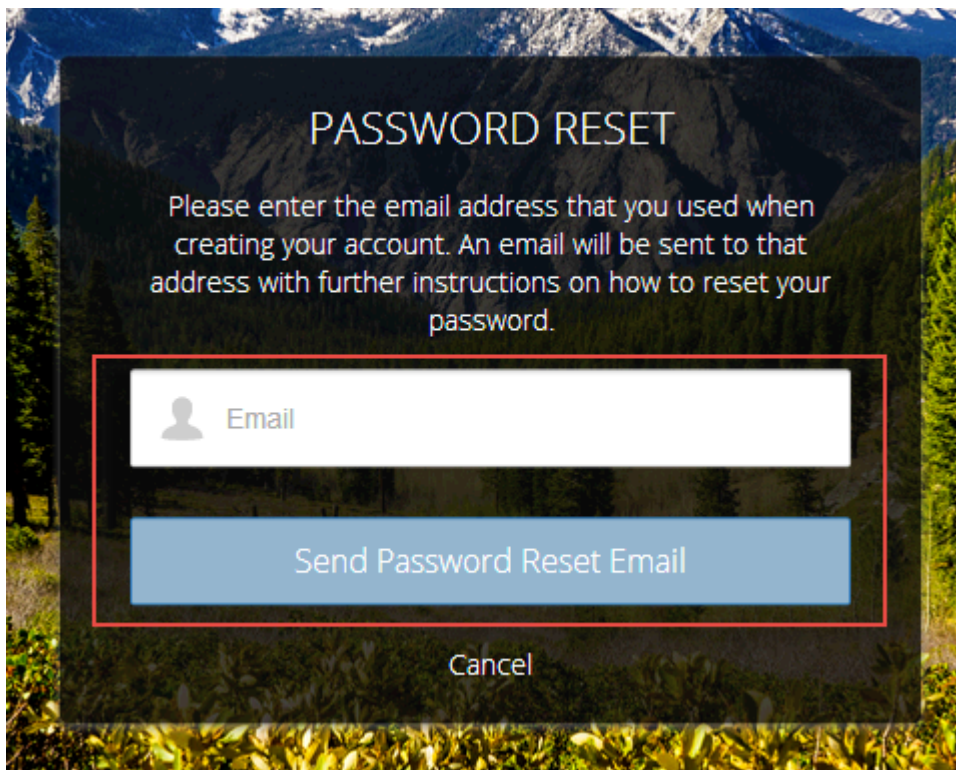 PASSWORD RESET
Please enter the email address that you used when
creating your account. An email will be sent to that
address with further instructions on how to reset your
password.
Email
Send Password Reset Email
Cancel